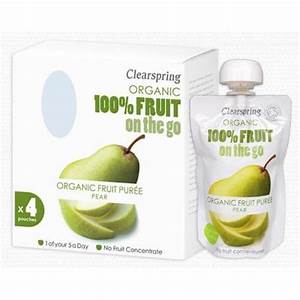 Clearspring
ORGANIC
100% FRUIT
on the go
ORGANIC FRUIT PURÉE
PEAR
x4
pouches
1 of your 5 a Day
No Fruit Concentrate
Clearspring
ORGANIC
100% FRUIT
on the go
ORGANIC FRUIT PURÉE
PEAR